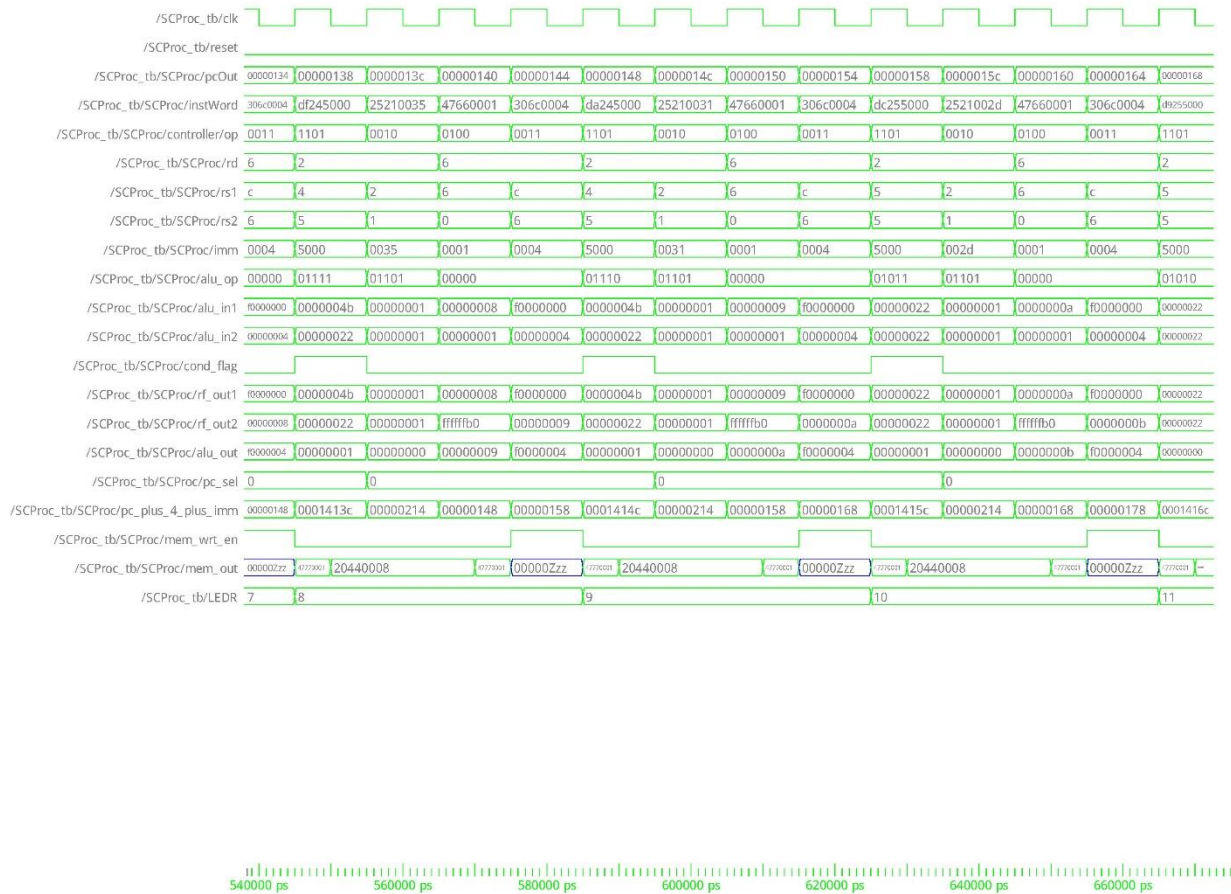 /SCProc_tb/clk
/SCProc_tb/reset
/SCProc_tb/SCProc/pcOut 00000134 00000138 0000013c 00000140 00000144 00000148 0000014c 00000150 00000154 00000158 0000015c 00000160 00000164 00000168
/SCProc_tb/SCProc/instWord 306c0004 df245000 25210035 47660001 306c0004 da245000 25210031 47660001 306c0004 dc255000 2521002d 47660001 306c0004 d9255000
/SCProc_tb/SCProc/controller/op 0011 1101 0010 0100 0011 1101 0010 0100 0011 1101 0010 0100 0011 1101
/SCProc_tb/SCProc/rd 6 2 6 2 6 2 6 2
/SCProc_tb/SCProc/rs1 c 4 2 6 c 4 2 6 c 5 2 6 c 5
/SCProc_tb/SCProc/rs2 6 5 1 0 6 5 1 0 6 5 1 0 6 5
/SCProc_tb/SCProc/imm 0004 5000 0035 0001 0004 5000 0031 0001 0004 5000 002d 0001 0004 5000
/SCProc_tb/SCProc/alu_op 00000 01111 01101 00000 01110 01101 00000 01011 01101 00000 01010
/SCProc_tb/SCProc/alu_in1 f0000000 0000004b 00000001 00000008 f0000000 0000004b 00000001 00000009 f0000000 00000022 00000001 0000000a f0000000 00000022
/SCProc_tb/SCProc/alu_in2 00000004 00000022 00000001 00000001 00000004 00000022 00000001 00000001 00000004 00000022 00000001 00000001 00000004 00000022
/SCProc_tb/SCProc/cond_flag
/SCProc_tb/SCProc/rf_out1 f0000000 0000004b 00000001 00000008 f0000000 0000004b 00000001 00000009 f0000000 00000022 00000001 0000000a f0000000 00000022
/SCProc_tb/SCProc/rf_out2 00000008 00000022 00000001 ffffffb0 00000009 00000022 00000001 ffffffb0 0000000a 00000022 00000001 ffffffb0 0000000b 00000022
/SCProc_tb/SCProc/alu_out f0000004 00000001 00000000 00000009 f0000004 00000001 00000000 0000000a f0000004 00000001 00000000 0000000b f0000004 00000000
/SCProc_tb/SCProc/pc_sel 0 0 0 0
/SCProc_tb/SCProc/pc_plus_4_plus_imm 00000148 0001413c 00000214 00000148 00000158 0001414c 00000214 00000158 00000168 0001415c 00000214 00000168 00000178 0001416c
/SCProc_tb/SCProc/mem_wrt_en
/SCProc_tb/SCProc/mem_out 00000Zzz 47770001 20440008 47770001 00000Zzz 47770001 20440008 47770001 00000Zzz 47770001 20440008 47770001 00000Zzz 47770001
/SCProc_tb/LEDR 7 8 9 10 11
540000 ps 560000 ps 580000 ps 600000 ps 620000 ps 640000 ps 660000 ps